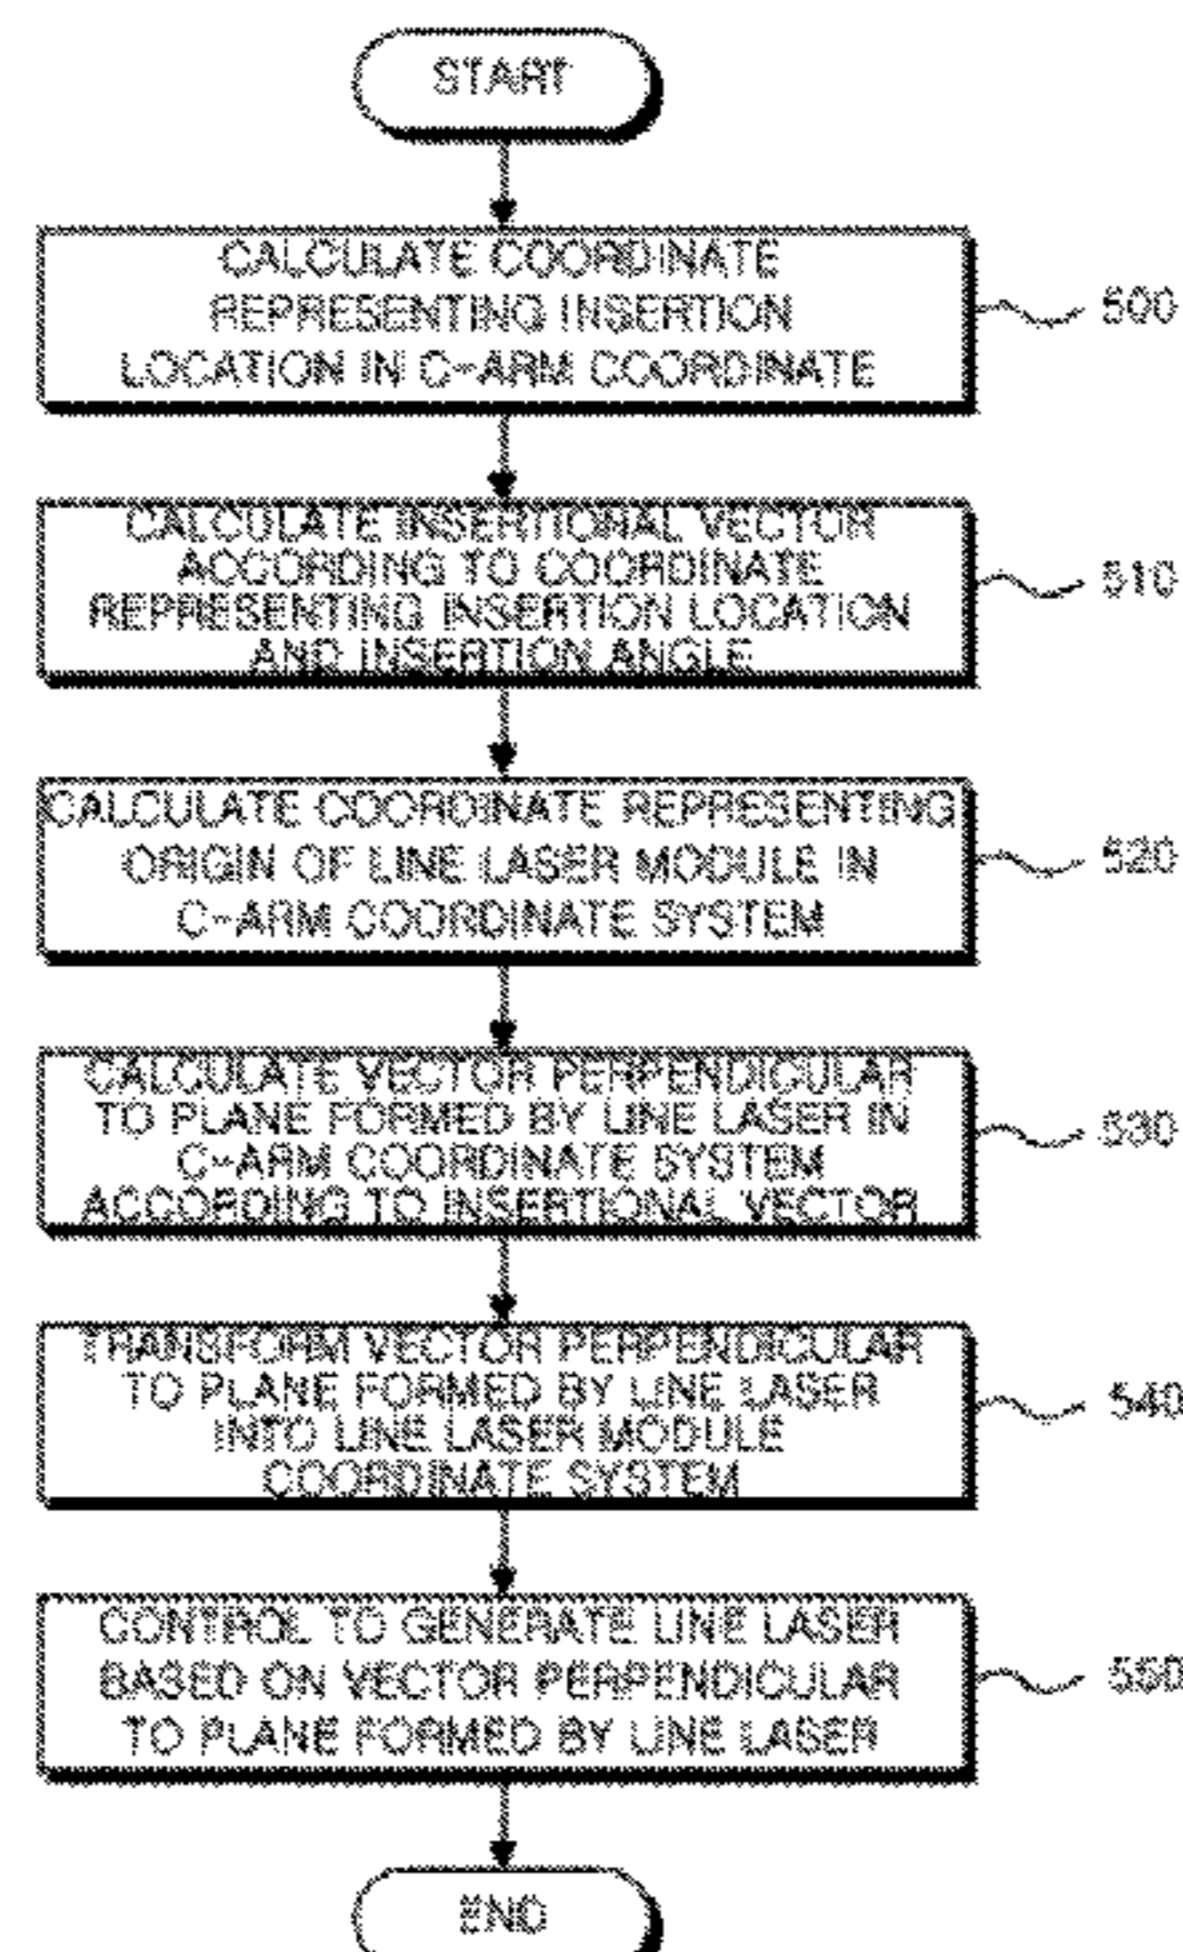 START
CALCULATE COORDINATE
REPRESENTING INSERTION
LOCATION IN C-ARM COORDINATE
500
CALCULATE INSERTIONAL VECTOR
ACCORDING TO COORDINATE
REPRESENTING INSERTION LOCATION
AND INSERTION ANGLE
510
CALCULATE COORDINATE REPRESENTING
ORIGIN OF LINE LASER MODULE IN
C-ARM COORDINATE SYSTEM
520
CALCULATE VECTOR PERPENDICULAR
TO PLANE FORMED BY LINE LASER IN
C-ARM COORDINATE SYSTEM
ACCORDING TO INSERTIONAL VECTOR
530
TRANSFORM VECTOR PERPENDICULAR
TO PLANE FORMED BY LINE LASER
INTO LINE LASER MODULE
COORDINATE SYSTEM
540
CONTROL TO GENERATE LINE LASER
BASED ON VECTOR PERPENDICULAR
TO PLANE FORMED BY LINE LASER
550
END